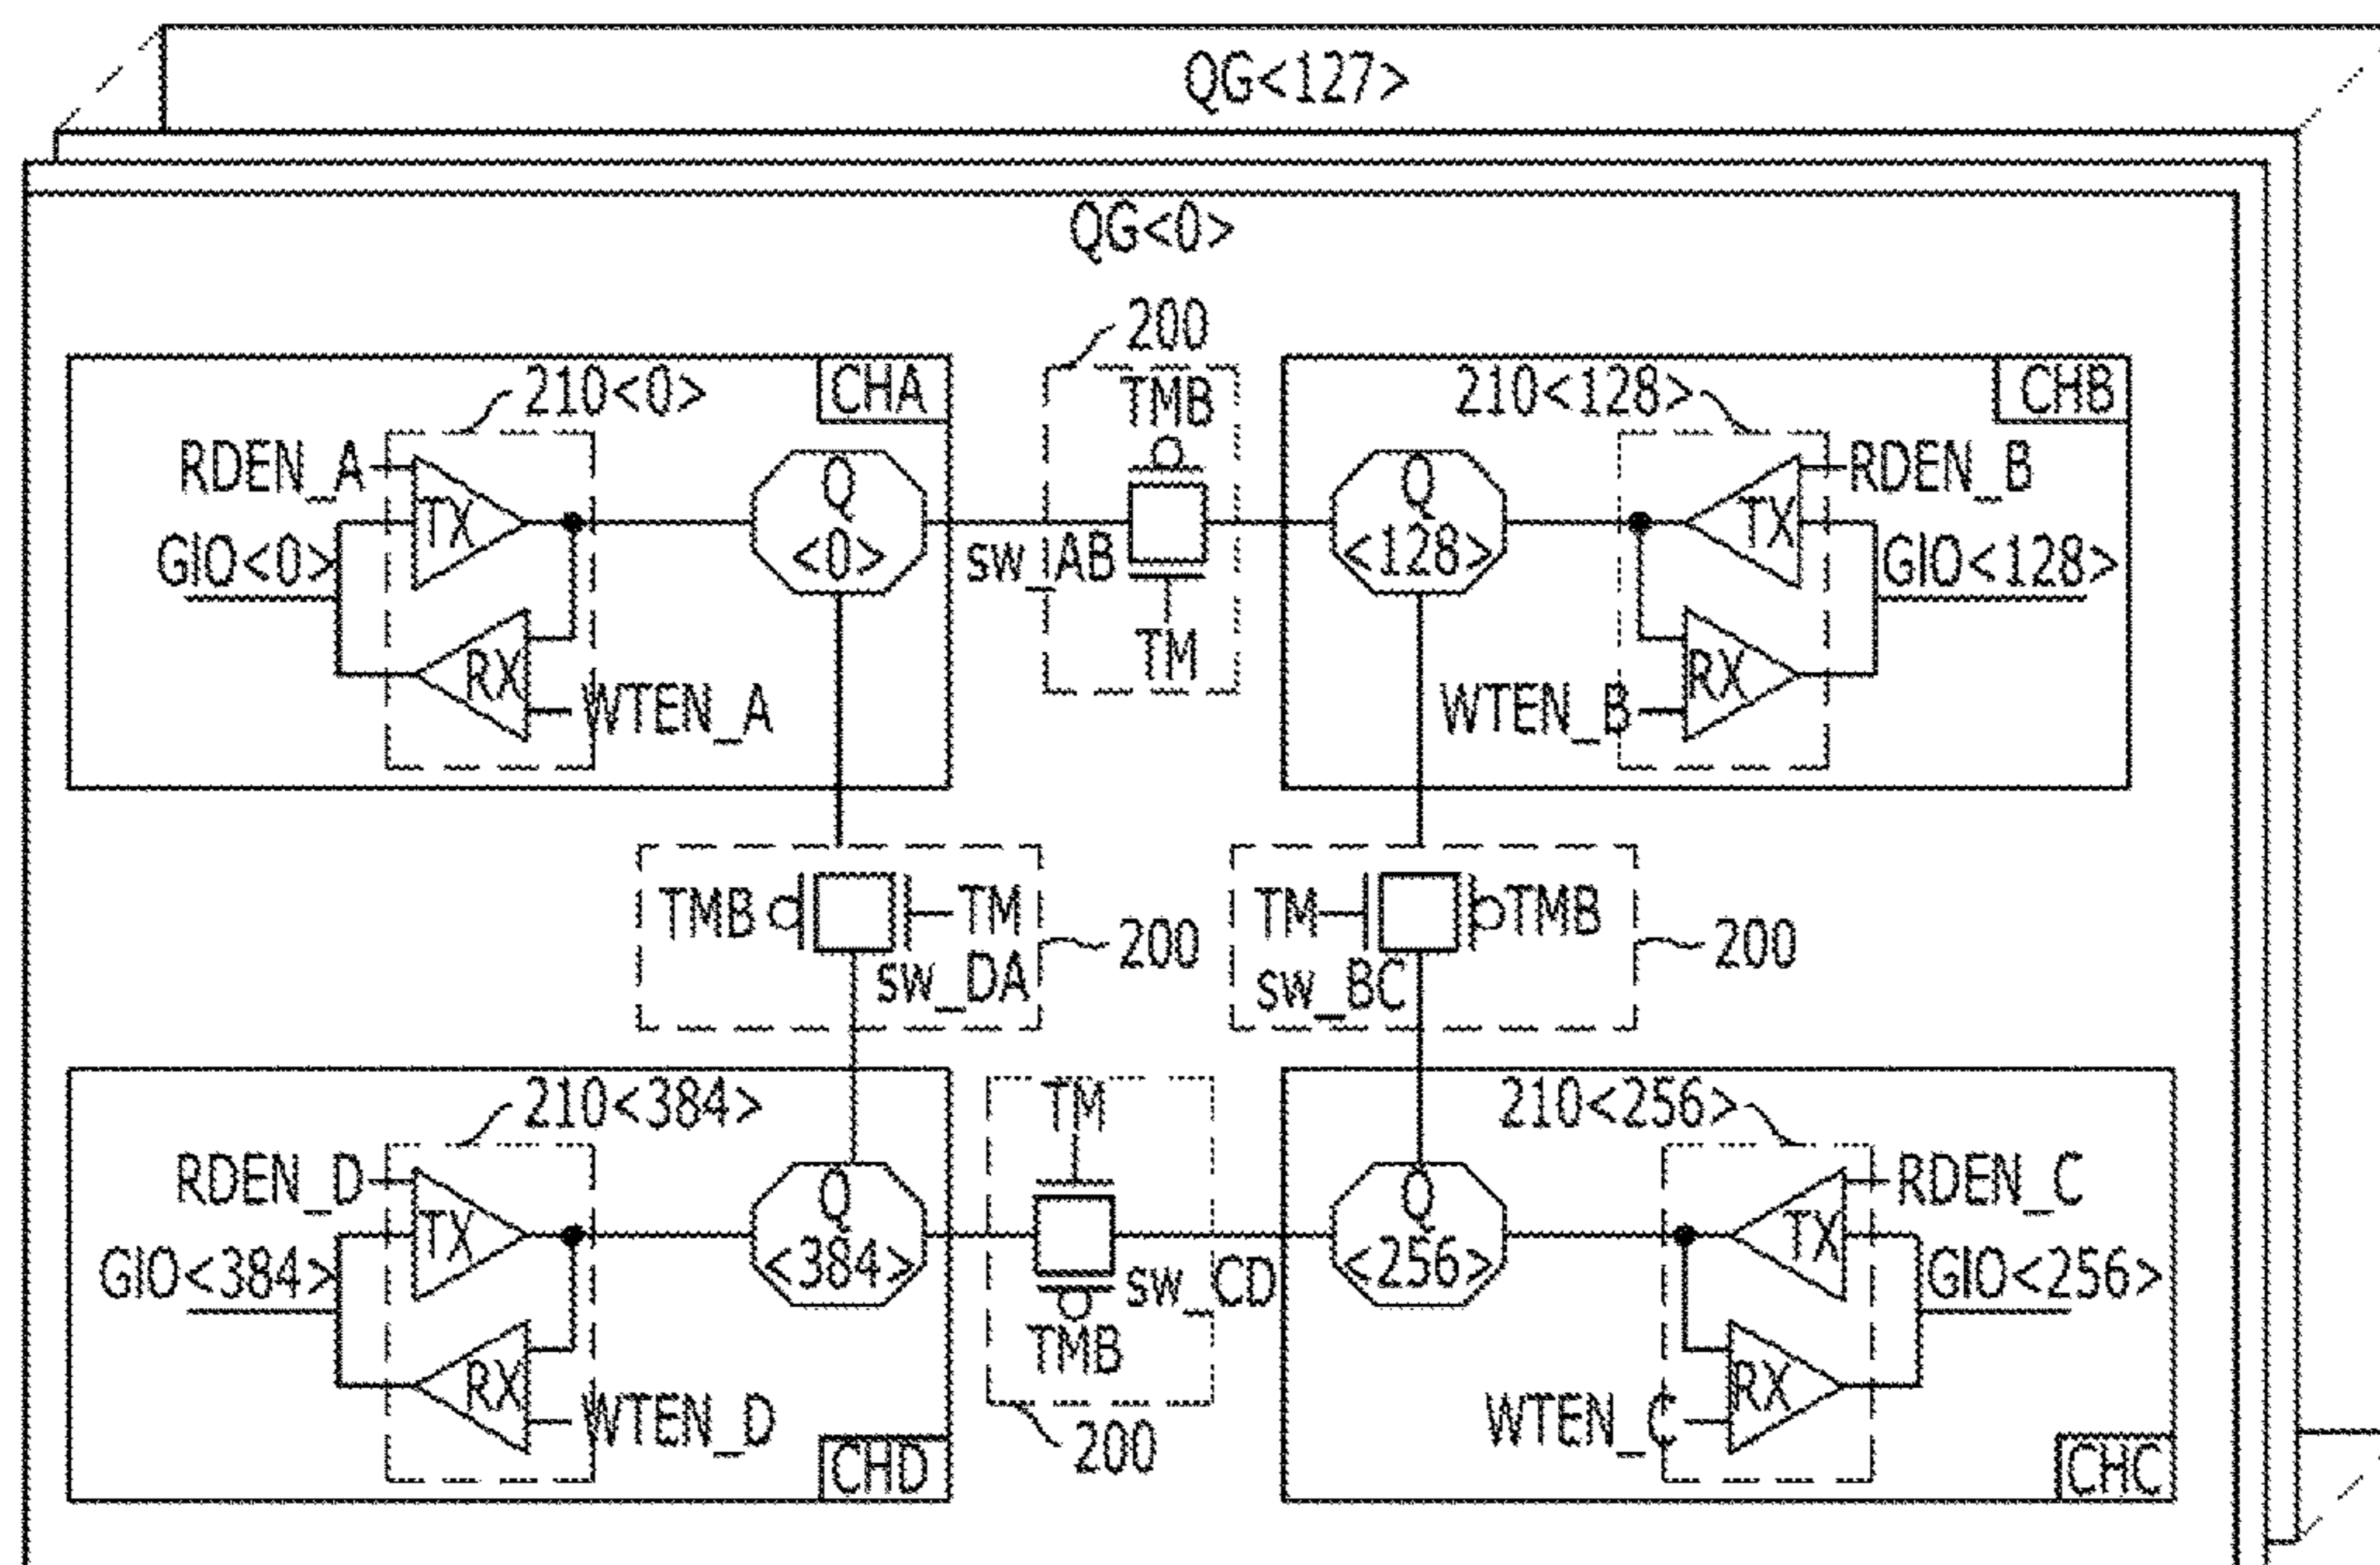 QG<127>
QG<0>
200
210<0>
CHA
TMB
210<128>
CHB
RDEN_A
TX
Q
<0>
Q
<128>
TX
RDEN_B
GIO<0>
sw_AB
GIO<128>
RX
WTEN_A
TM
WTEN_B
RX
TMB
TM
sw_DA
200
TM
TMB
sw_BC
200
210<384>
TM
210<256>
RDEN_D
TX
Q
<384>
Q
<256>
TX
RDEN_C
GIO<384>
sw_CD
GIO<256>
TMB
RX
WTEN_D
WTEN_C
RX
200
CHD
CHC